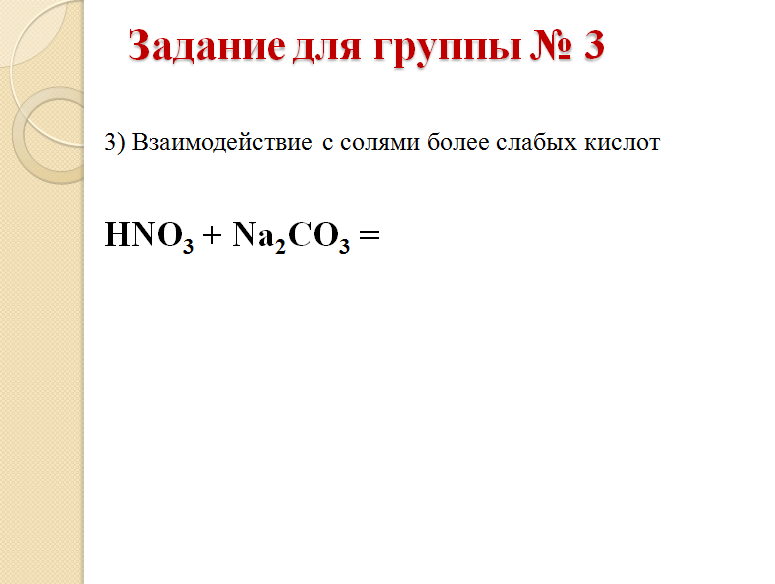 Задание для группы № 3
3) Взаимодействие с солями более слабых кислот
HNO₃ + Na₂CO₃ =